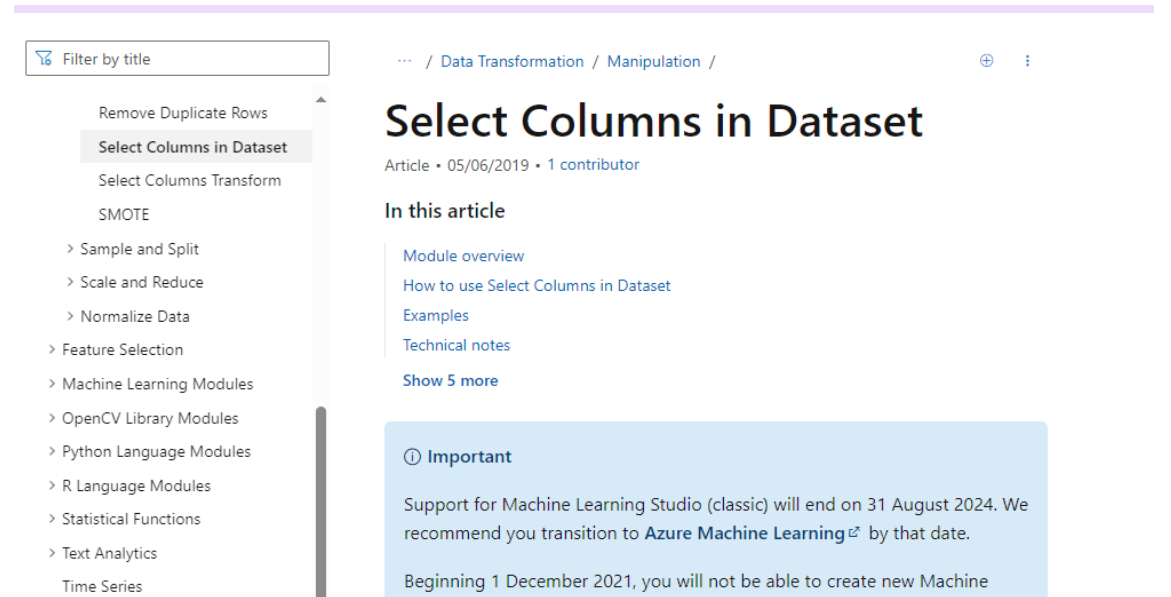 Filter by title
Remove Duplicate Rows
Select Columns in Dataset
Select Columns Transform
SMOTE
> Sample and Split
> Scale and Reduce
> Normalize Data
> Feature Selection
> Machine Learning Modules
> OpenCV Library Modules
> Python Language Modules
> R Language Modules
> Statistical Functions
> Text Analytics
Time Series
... / Data Transformation / Manipulation /
Select Columns in Dataset
Article • 05/06/2019 • 1 contributor
In this article
Module overview
How to use Select Columns in Dataset
Examples
Technical notes
Show 5 more
Important
Support for Machine Learning Studio (classic) will end on 31 August 2024. We
recommend you transition to Azure Machine Learning by that date.
Beginning 1 December 2021, you will not be able to create new Machine